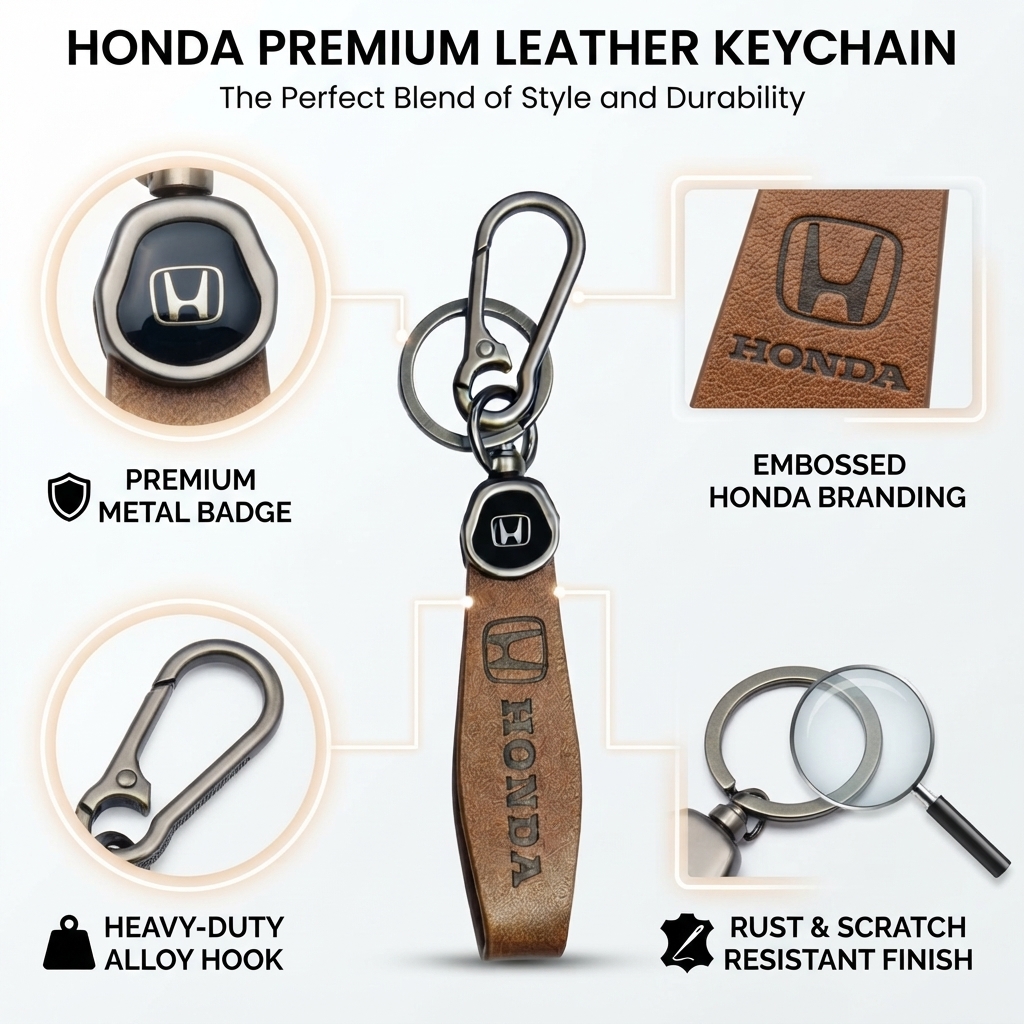 HONDA PREMIUM LEATHER KEYCHAIN
The Perfect Blend of Style and Durability
HONDA
PREMIUM
METAL BADGE
EMBOSSED
HONDA BRANDING
HONDA
HEAVY-DUTY
ALLOY HOOK
RUST & SCRATCH
RESISTANT FINISH